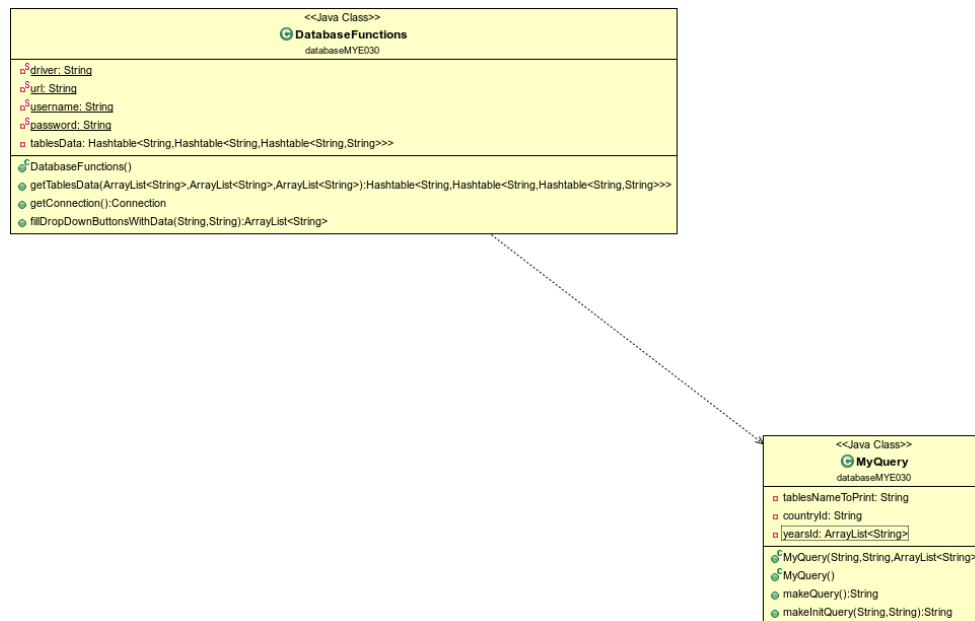 <<Java Class>>
DatabaseFunctions
databaseMYE030
driver: String
url: String
username: String
password: String
tablesData: Hashtable<String,Hashtable<String,Hashtable<String,String>>>
DatabaseFunctions()
getTablesData(ArrayList<String>,ArrayList<String>,ArrayList<String>):Hashtable<String,Hashtable<String,Hashtable<String,String>>>
getConnection():Connection
fillDropDownButtonsWithData(String,String):ArrayList<String>
<<Java Class>>
MyQuery
databaseMYE030
tablesNameToPrint: String
countryId: String
yearsId: ArrayList<String>
MyQuery(String,String,ArrayList<String>
MyQuery()
makeQuery():String
makeInitQuery(String,String):String